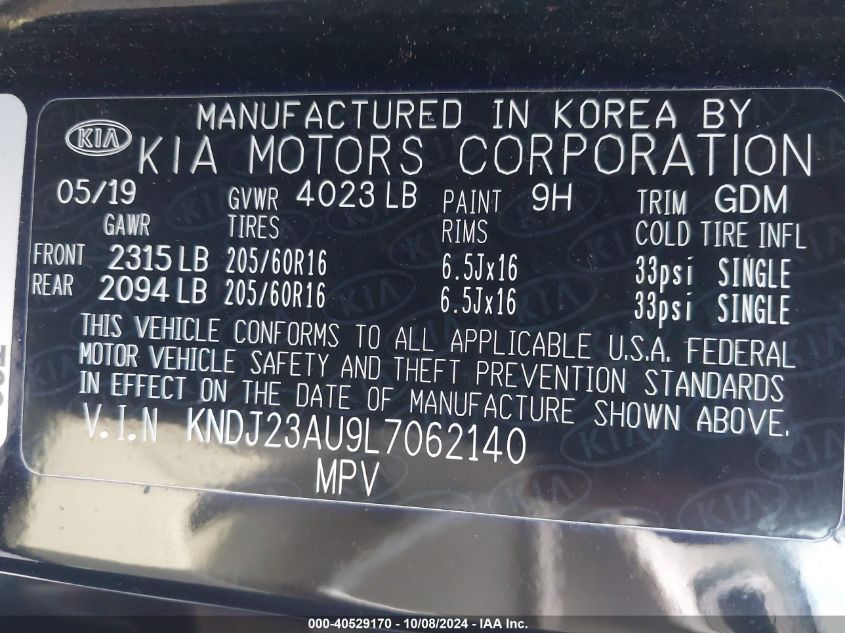 MANUFACTURED IN KOREA BY
KIA KIA MOTORS CORPORATION
05/19 GVWR 4023 LB PAINT 9H TRIM GDM
GAWR TIRES RIMS COLD TIRE INFL
FRONT 2315 LB 205/60R16 6.5Jx16 33psi SINGLE
REAR 2094 LB 205/60R16 6.5Jx16 33psi SINGLE
THIS VEHICLE CONFORMS TO ALL APPLICABLE U.S.A. FEDERAL
MOTOR VEHICLE SAFETY AND THEFT PREVENTION STANDARDS
IN EFFECT ON THE DATE OF MANUFACTURE SHOWN ABOVE.
V.I.N KNDJ23AU9L7062140
MPV
000-40529170 - 10/08/2024 - IAA Inc.